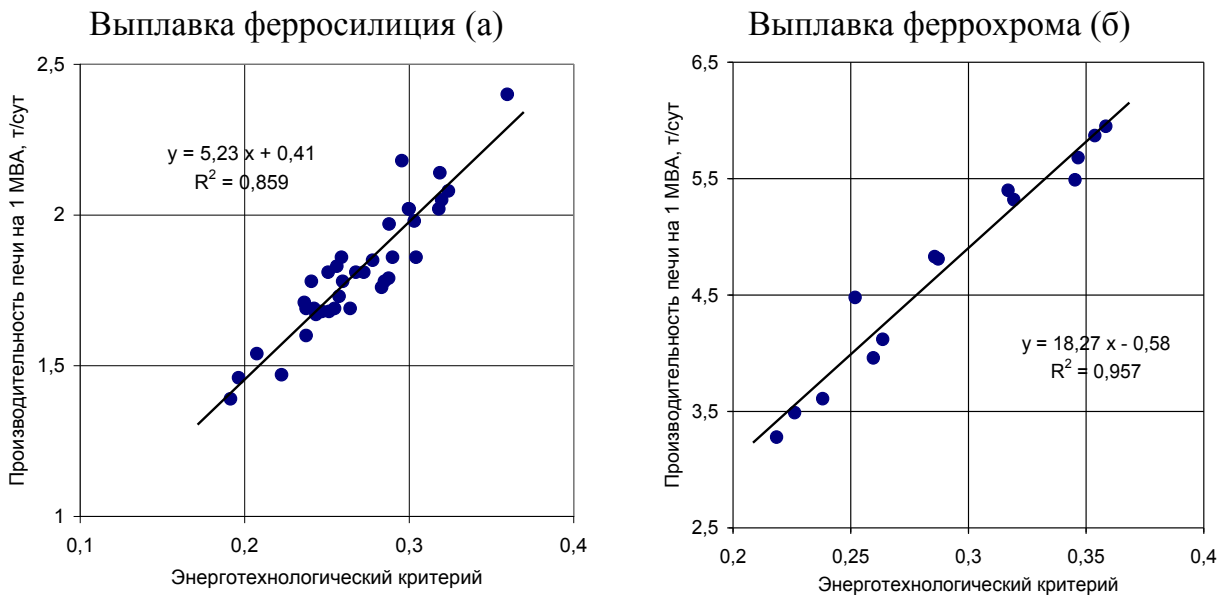 Выплавка ферросилиция (а)
2,5
2
1,5
1
0,1
0,2
0,3
0,4
y = 5,23 x + 0,41
R² = 0,859
Производительность печи на 1 МВА, т/сут
Энерготехнологический критерий
Выплавка феррохрома (б)
6,5
5,5
4,5
3,5
2,5
0,2
0,25
0,3
0,35
0,4
y = 18,27 x - 0,58
R² = 0,957
Производительность печи на 1 МВА, т/сут
Энерготехнологический критерий